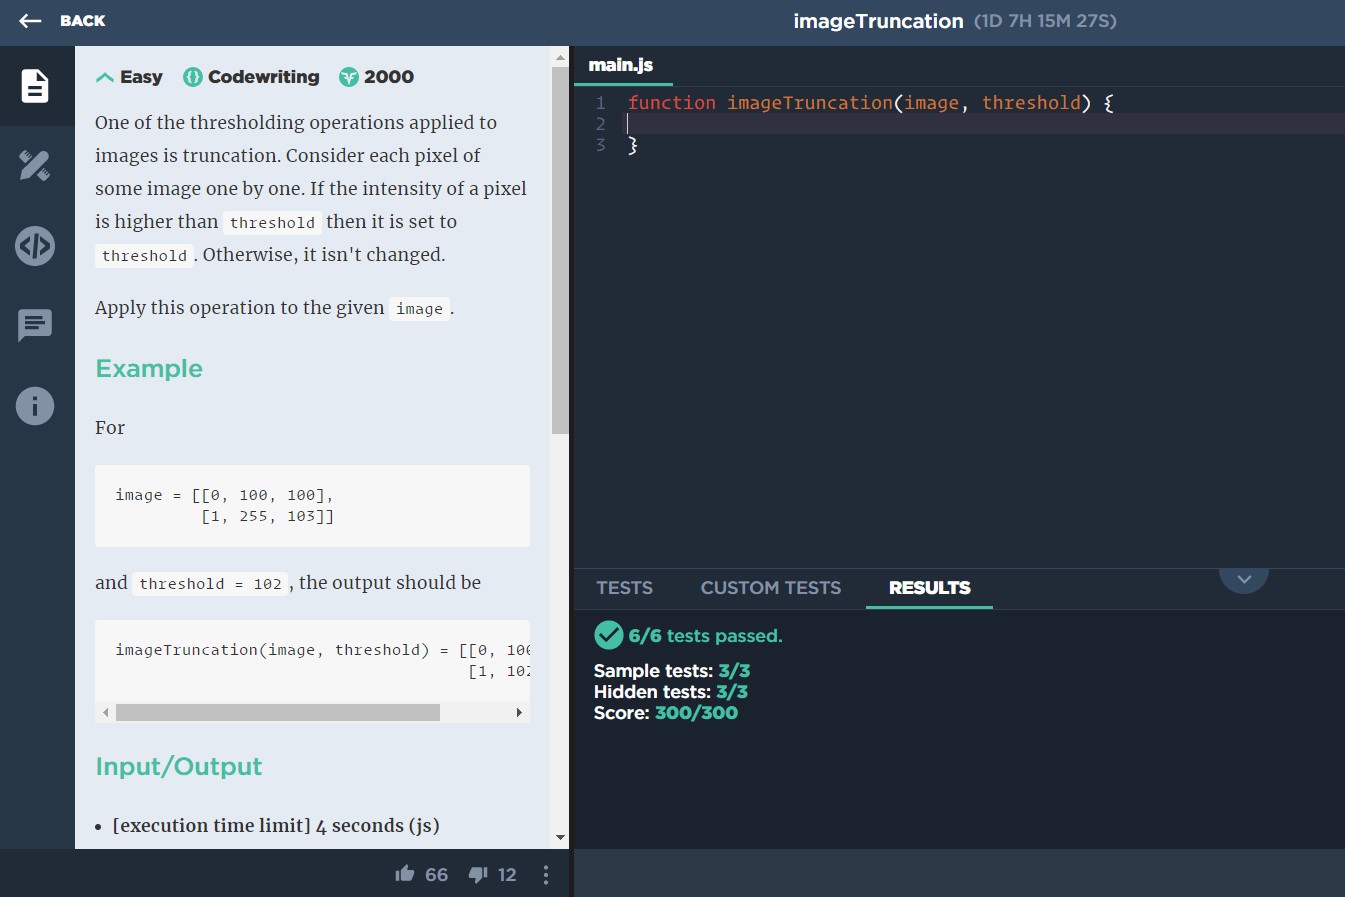 BACK
imageTruncation (1D 7H 15M 27S)
Easy Codewriting 2000
One of the thresholding operations applied to
images is truncation. Consider each pixel of
some image one by one. If the intensity of a pixel
is higher than threshold then it is set to
threshold. Otherwise, it isn't changed.
Apply this operation to the given image.
Example
For
image = [[0, 100, 100],
[1, 255, 103]]
and threshold = 102, the output should be
imageTruncation(image, threshold) = [[0, 100
[1, 102
Input/Output
• [execution time limit] 4 seconds (js)
66 12
main.js
1 function imageTruncation(image, threshold) {
2
3 }
TESTS CUSTOM TESTS RESULTS
6/6 tests passed.
Sample tests: 3/3
Hidden tests: 3/3
Score: 300/300